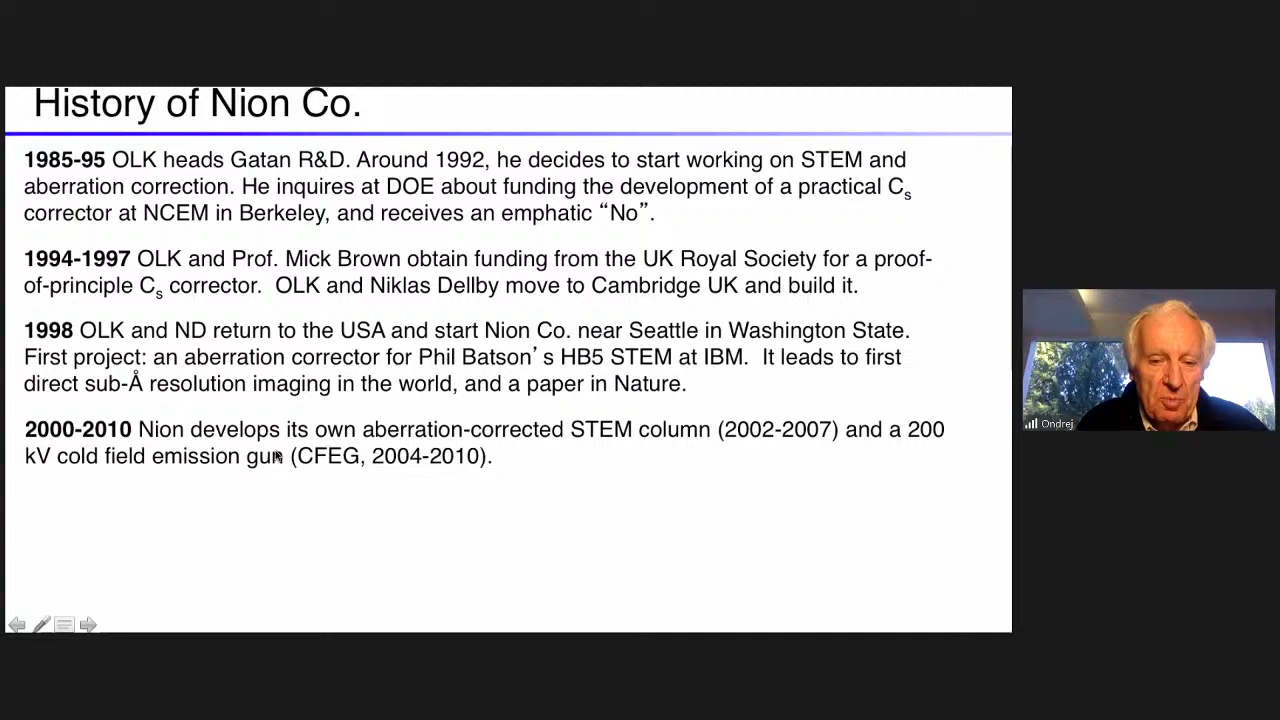 History of Nion Co.
1985-95 OLK heads Gatan R&D. Around 1992, he decides to start working on STEM and
aberration correction. He inquires at DOE about funding the development of a practical Cs
corrector at NCEM in Berkeley, and receives an emphatic “No”.
1994-1997 OLK and Prof. Mick Brown obtain funding from the UK Royal Society for a proof-
of-principle Cs corrector. OLK and Niklas Dellby move to Cambridge UK and build it.
1998 OLK and ND return to the USA and start Nion Co. near Seattle in Washington State.
First project: an aberration corrector for Phil Batson’s HB5 STEM at IBM. It leads to first
direct sub-Å resolution imaging in the world, and a paper in Nature.
2000-2010 Nion develops its own aberration-corrected STEM column (2002-2007) and a 200
kV cold field emission gun (CFEG, 2004-2010).
Ondrej